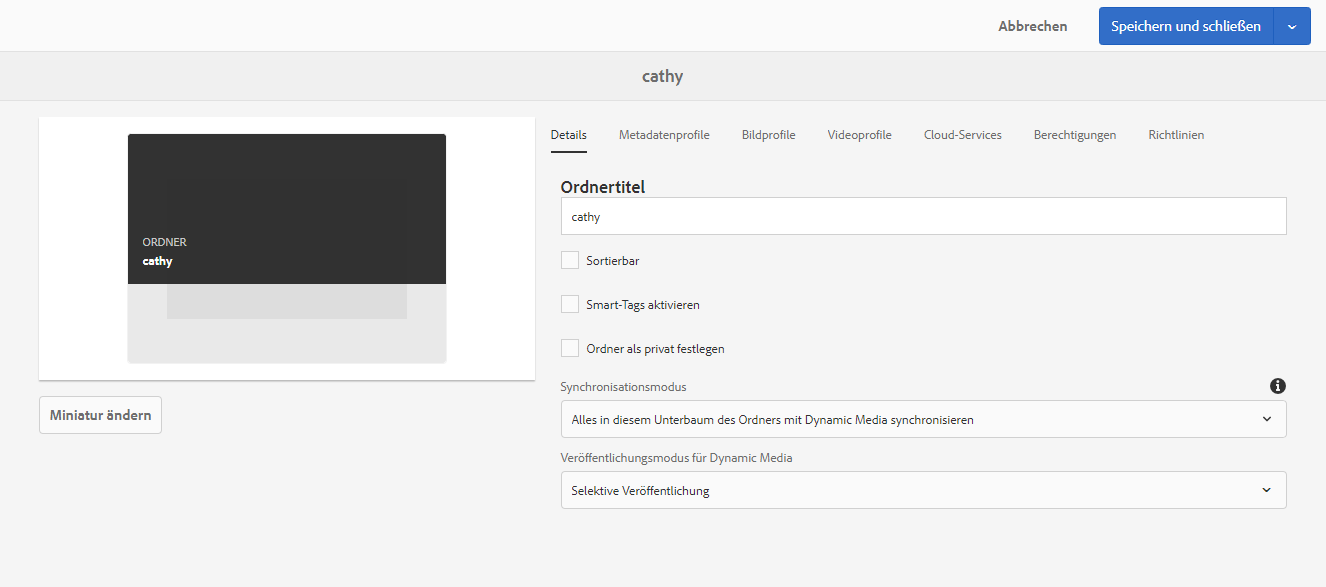 Abbrechen
Speichern und schließen
cathy
Details Metadatenprofile Bildprofile Videoprofile Cloud-Services Berechtigungen Richtlinien
ORDNER
cathy
Miniatur ändern
Ordnertitel
cathy
Sortierbar
Smart-Tags aktivieren
Ordner als privat festlegen
Synchronisationsmodus
Alles in diesem Unterbaum des Ordners mit Dynamic Media synchronisieren
Veröffentlichungsmodus für Dynamic Media
Selektive Veröffentlichung